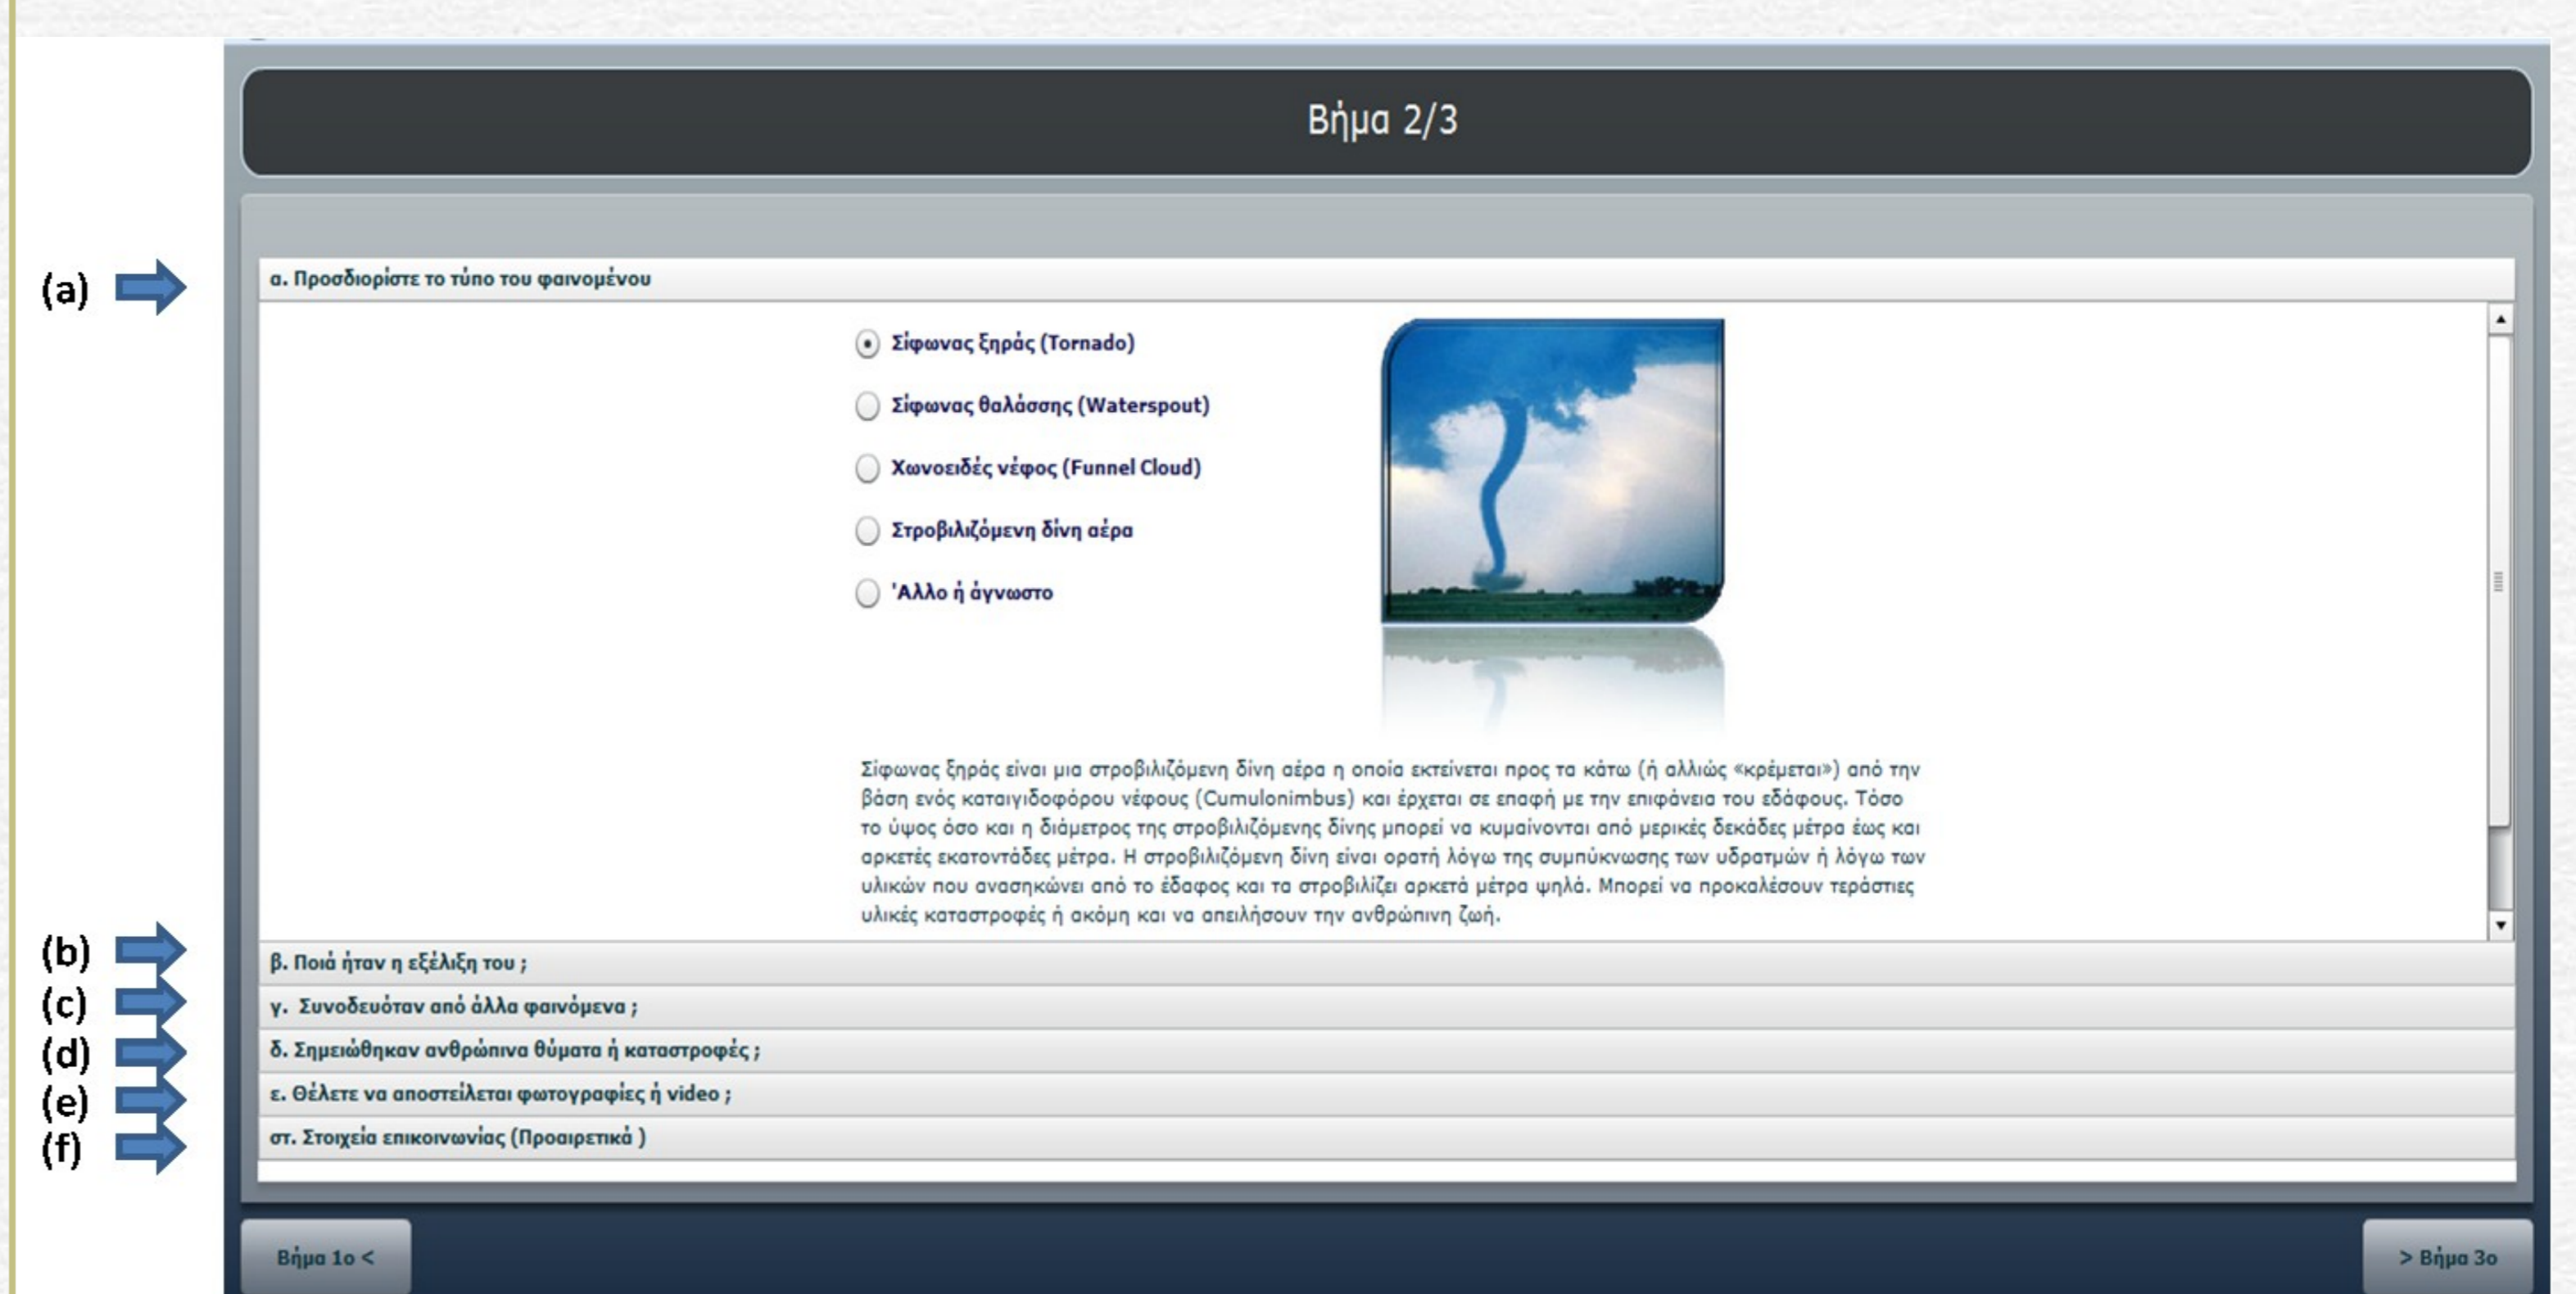 Βήμα 2/3
(a)
α. Προσδιορίστε το τύπο του φαινομένου
Σίφωνας ξηράς (Tornado)
Σίφωνας θαλάσσης (Waterspout)
Χωνοειδές νέφος (Funnel Cloud)
Στροβιλιζόμενη δίνη αέρα
'Αλλο ή άγνωστο
Σίφωνας ξηράς είναι μια στροβιλιζόμενη δίνη αέρα η οποία εκτείνεται προς τα κάτω (ή αλλιώς «κρέμεται») από την
βάση ενός καταιγιδοφόρου νέφους (Cumulonimbus) και έρχεται σε επαφή με την επιφάνεια του εδάφους. Τόσο
το ύψος όσο και η διάμετρος της στροβιλιζόμενης δίνης μπορεί να κυμαίνονται από μερικές δεκάδες μέτρα έως και
αρκετές εκατοντάδες μέτρα. Η στροβιλιζόμενη δίνη είναι ορατή λόγω της συμπύκνωσης των υδρατμών ή λόγω των
υλικών που ανασηκώνει από το έδαφος και τα στροβιλίζει αρκετά μέτρα ψηλά. Μπορεί να προκαλέσουν τεράστιες
υλικές καταστροφές ή ακόμη και να απειλήσουν την ανθρώπινη ζωή.
(b)
β. Ποιά ήταν η εξέλιξη του ;
(c)
γ. Συνοδευόταν από άλλα φαινόμενα ;
(d)
δ. Σημειώθηκαν ανθρώπινα θύματα ή καταστροφές ;
(e)
ε. Θέλετε να αποστείλεται φωτογραφίες ή video ;
(f)
στ. Στοιχεία επικοινωνίας (Προαιρετικά )
Βήμα 1ο <
> Βήμα 3ο